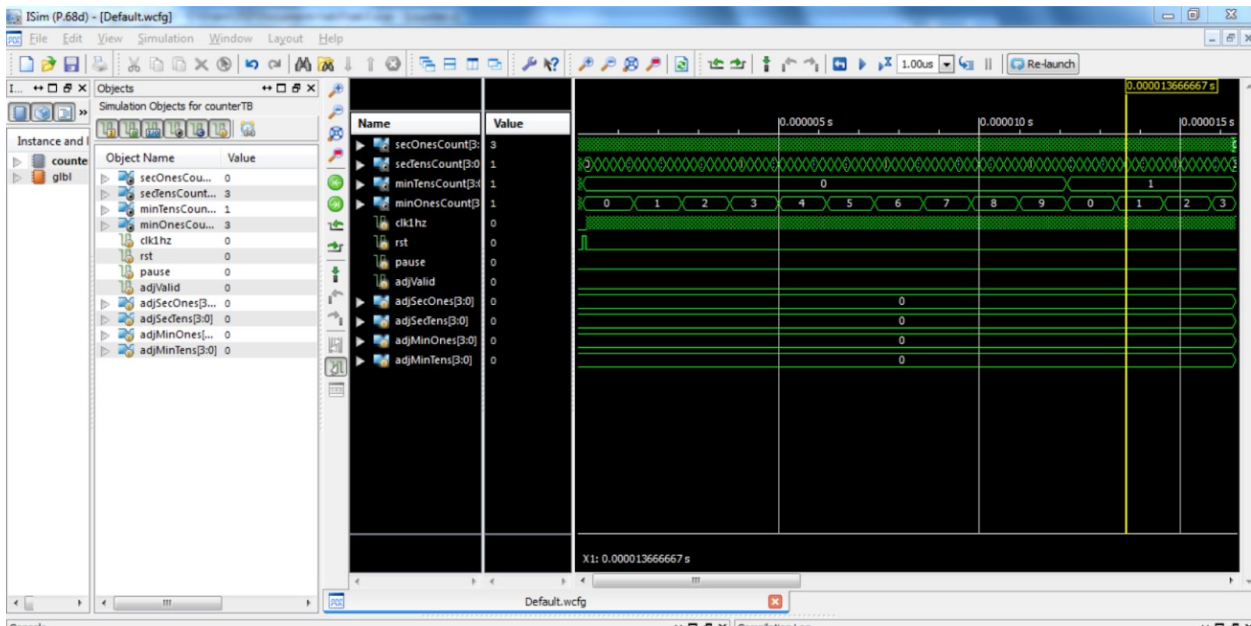 ISim (P.68d) - [Default.wcfg]
File Edit View Simulation Window Layout Help
1.00us Re-launch
I...
Objects
Simulation Objects for counterTB
Instance and I
counte
glbl
Object Name Value
secOnesCou... 0
secTensCount... 3
minTensCoun... 1
minOnesCou... 3
clk1hz 0
rst 0
pause 0
adjValid 0
adjSecOnes[3... 0
adjSecTens[3:0] 0
adjMinOnes[... 0
adjMinTens[3:0] 0
Name Value
secOnesCount[3: 3
secTensCount[3:0 1
minTensCount[3:( 1
minOnesCount[3 1
clk1hz 0
rst 0
pause 0
adjValid 0
adjSecOnes[3:0] 0
adjSecTens[3:0] 0
adjMinOnes[3:0] 0
adjMinTens[3:0] 0
0.000013666667 s
0.000005 s 0.000010 s 0.000015 s
0 1
0 1 2 3 4 5 6 7 8 9 0 1 2 3
0
0
0
0
X1: 0.000013666667 s
Default.wcfg
Console
Compilation Log